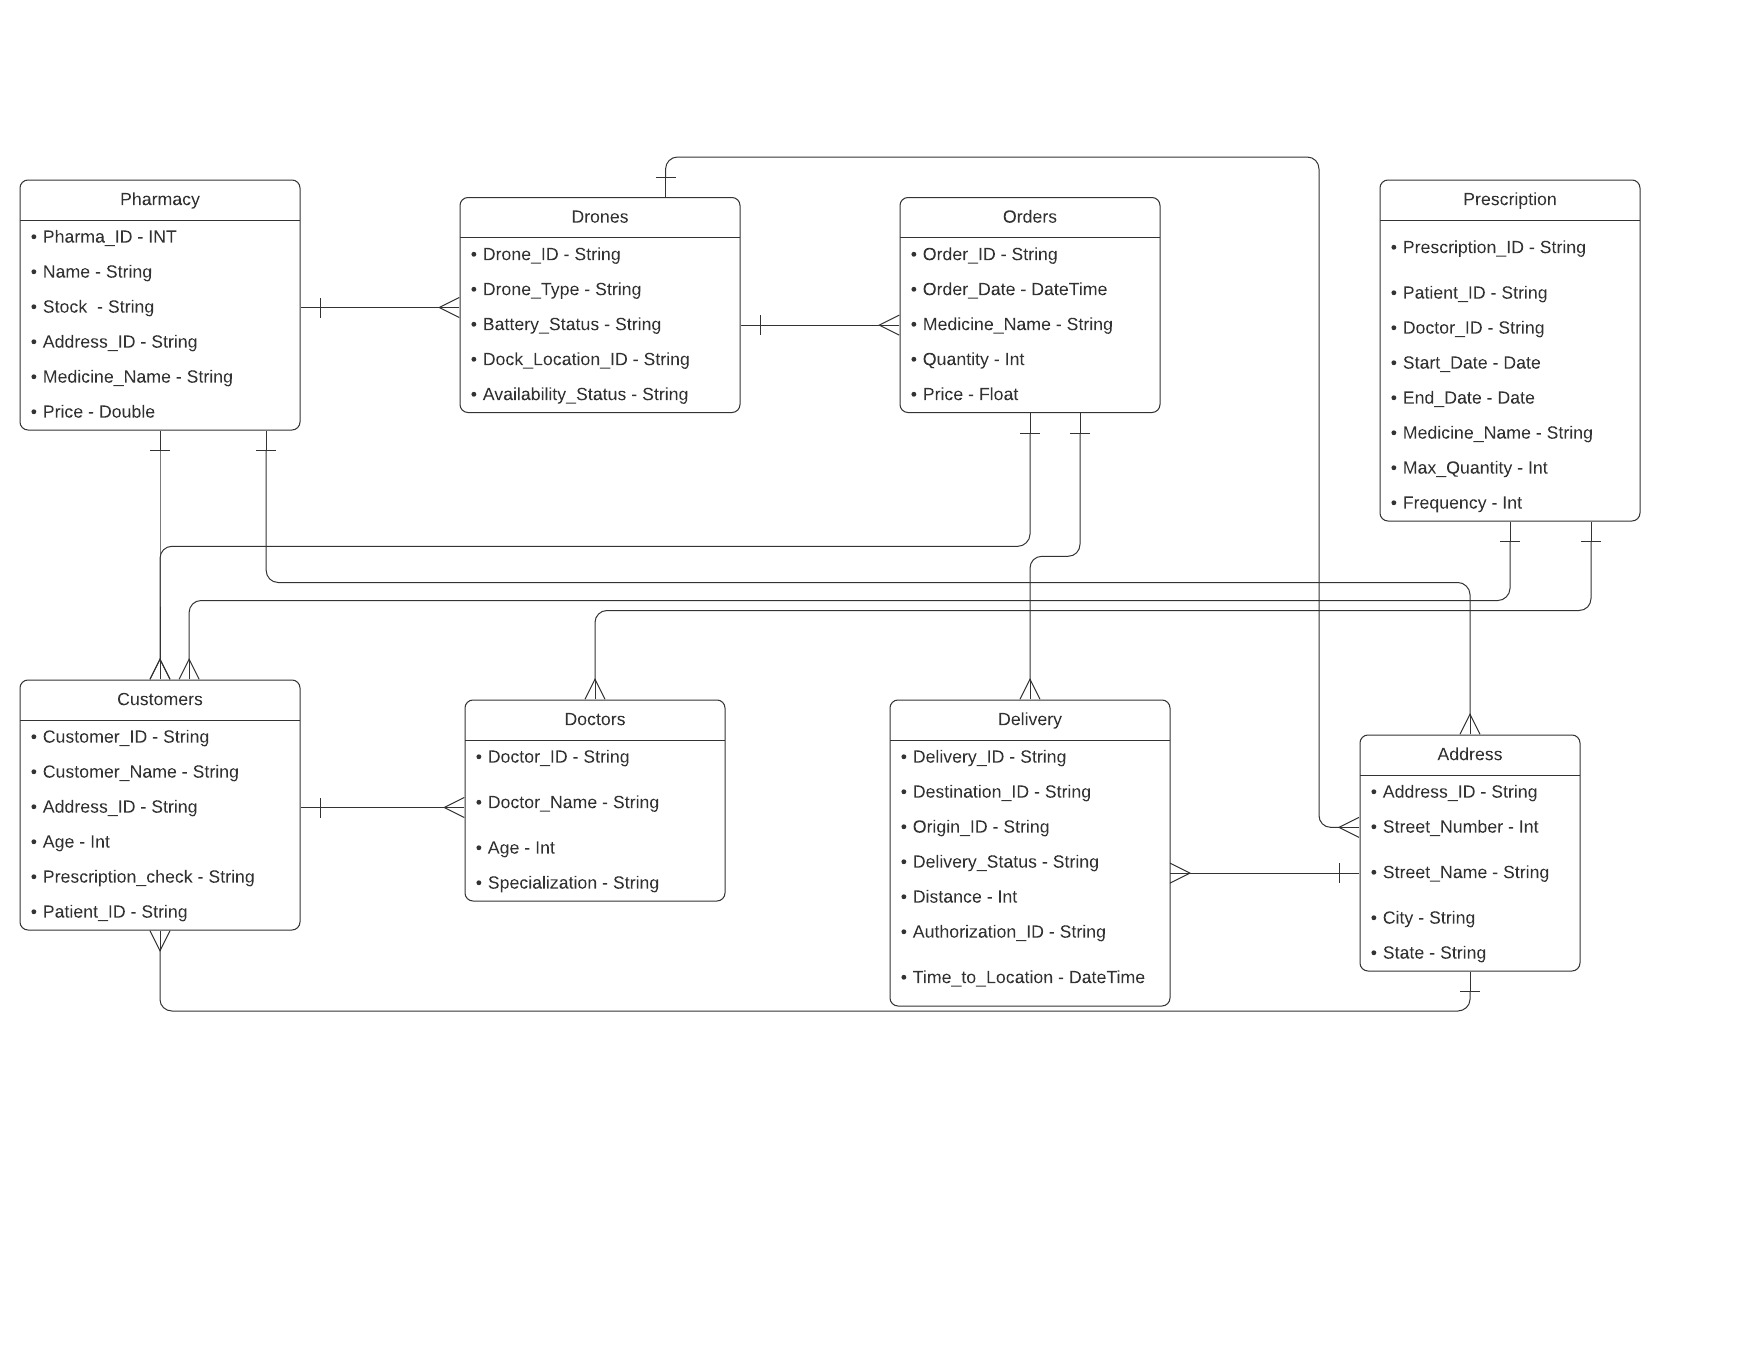 Pharmacy
• Pharma_ID - INT
• Name - String
• Stock  - String
• Address_ID - String
• Medicine_Name - String
• Price - Double
Drones
• Drone_ID - String
• Drone_Type - String
• Battery_Status - String
• Dock_Location_ID - String
• Availability_Status - String
Orders
• Order_ID - String
• Order_Date - DateTime
• Medicine_Name - String
• Quantity - Int
• Price - Float
Prescription
• Prescription_ID - String
• Patient_ID - String
• Doctor_ID - String
• Start_Date - Date
• End_Date - Date
• Medicine_Name - String
• Max_Quantity - Int
• Frequency - Int
Customers
• Customer_ID - String
• Customer_Name - String
• Address_ID - String
• Age - Int
• Prescription_check - String
• Patient_ID - String
Doctors
• Doctor_ID - String
• Doctor_Name - String
• Age - Int
• Specialization - String
Delivery
• Delivery_ID - String
• Destination_ID - String
• Origin_ID - String
• Delivery_Status - String
• Distance - Int
• Authorization_ID - String
• Time_to_Location - DateTime
Address
• Address_ID - String
• Street_Number - Int
• Street_Name - String
• City - String
• State - String